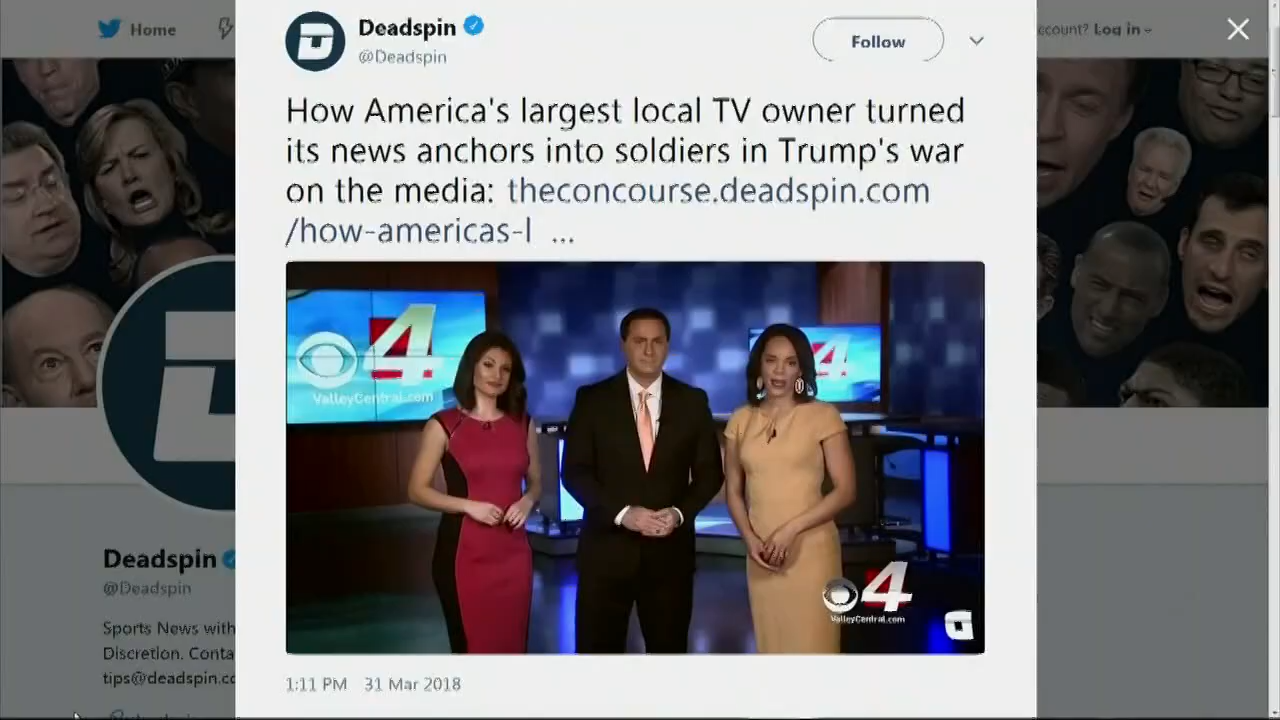 Home
Deadspin
@Deadspin
Follow
ccount? Log in
How America's largest local TV owner turned
its news anchors into soldiers in Trump's war
on the media: theconcourse.deadspin.com
/how-americas-l ...
4
ValleyCentral.com
4
4
ValleyCentral.com
Deadspin
@Deadspin
Sports News with
Discretion. Conta
tips@deadspin.co
1:11 PM 31 Mar 2018